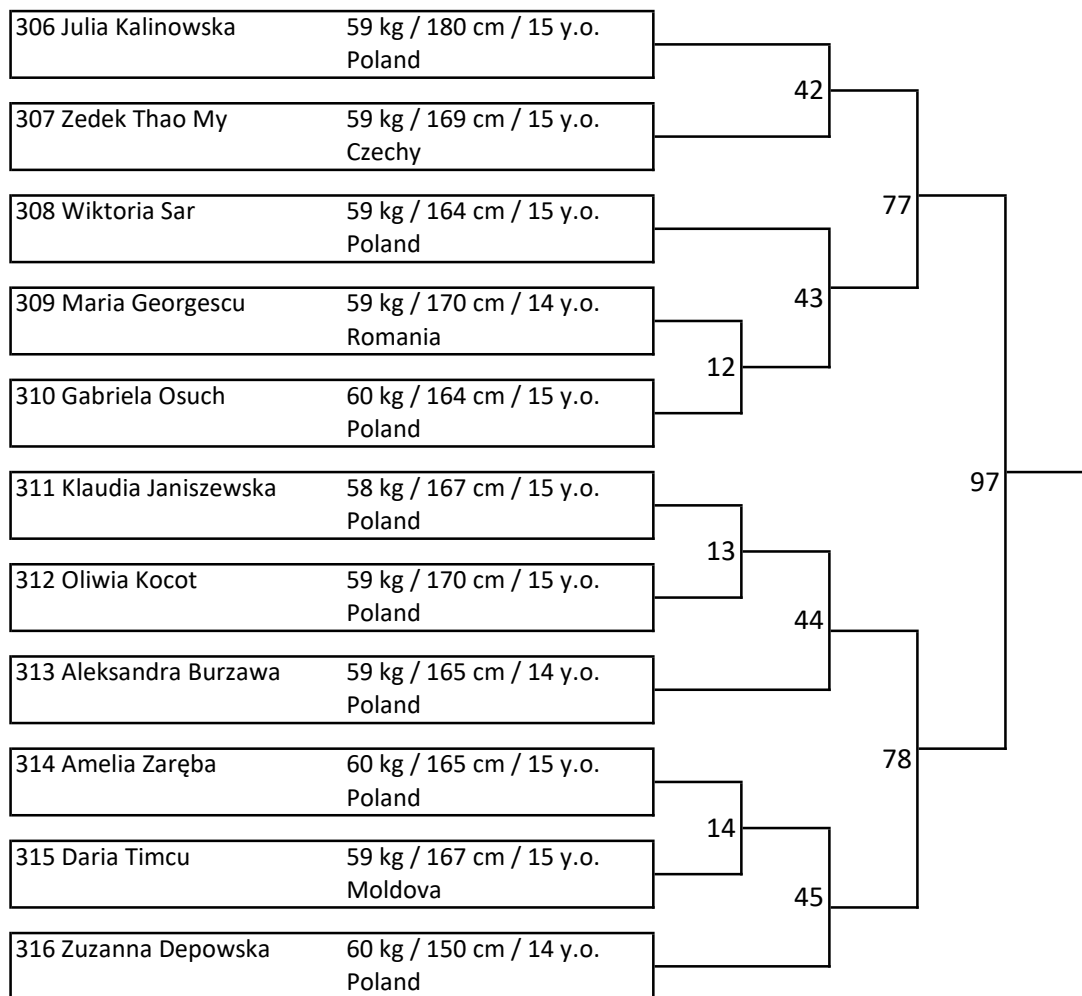 306 Julia Kalinowska 59 kg / 180 cm / 15 y.o.
Poland
42
307 Zedek Thao My 59 kg / 169 cm / 15 y.o.
Czechy
308 Wiktoria Sar 59 kg / 164 cm / 15 y.o.
77
Poland
309 Maria Georgescu 59 kg / 170 cm / 14 y.o.
43
Romania
12
310 Gabriela Osuch 60 kg / 164 cm / 15 y.o.
Poland
311 Klaudia Janiszewska 58 kg / 167 cm / 15 y.o.
97
Poland
13
312 Oliwia Kocot 59 kg / 170 cm / 15 y.o.
Poland
44
313 Aleksandra Burzawa 59 kg / 165 cm / 14 y.o.
Poland
314 Amelia Zaręba 60 kg / 165 cm / 15 y.o.
78
Poland
14
315 Daria Timcu 59 kg / 167 cm / 15 y.o.
Moldova
45
316 Zuzanna Depowska 60 kg / 150 cm / 14 y.o.
Poland